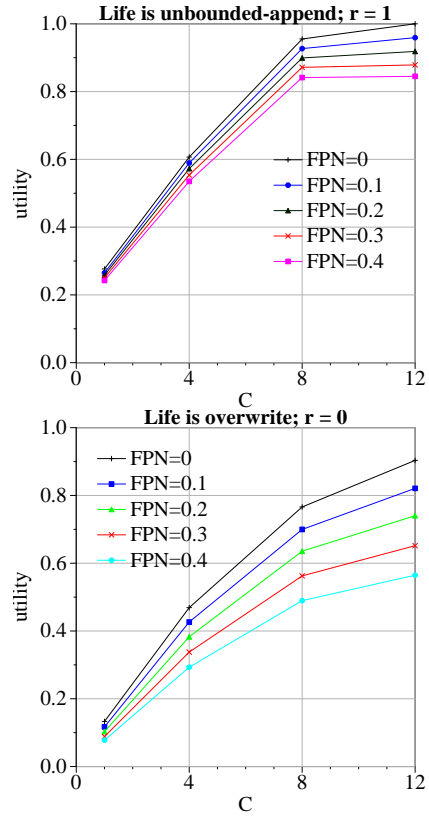 Life is unbounded-append; r = 1
1.0
0.8
0.6
0.4
0.2
0.0
utility
FPN=0
FPN=0.1
FPN=0.2
FPN=0.3
FPN=0.4
0
4
8
12
C
Life is overwrite; r = 0
1.0
0.8
0.6
0.4
0.2
0.0
utility
FPN=0
FPN=0.1
FPN=0.2
FPN=0.3
FPN=0.4
0
4
8
12
C